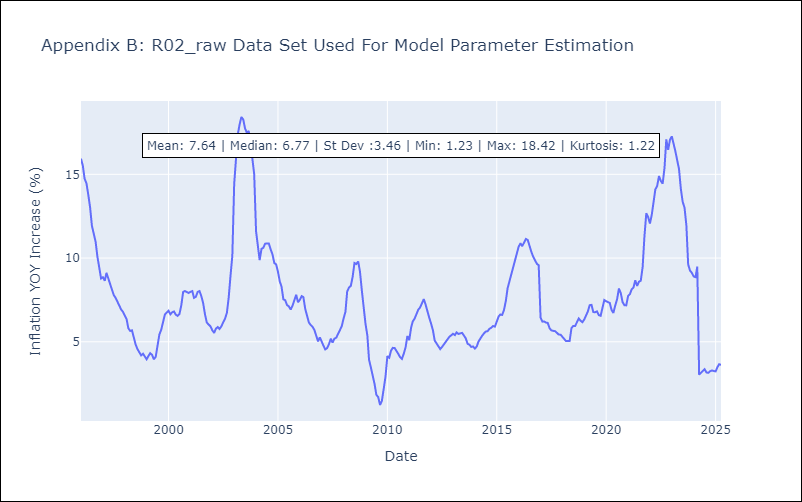 Appendix B: R02_raw Data Set Used For Model Parameter Estimation
Mean: 7.64 | Median: 6.77 | St Dev :3.46 | Min: 1.23 | Max: 18.42 | Kurtosis: 1.22
Inflation YOY Increase (%)
15
10
5
2000
2005
2010
2015
2020
2025
Date